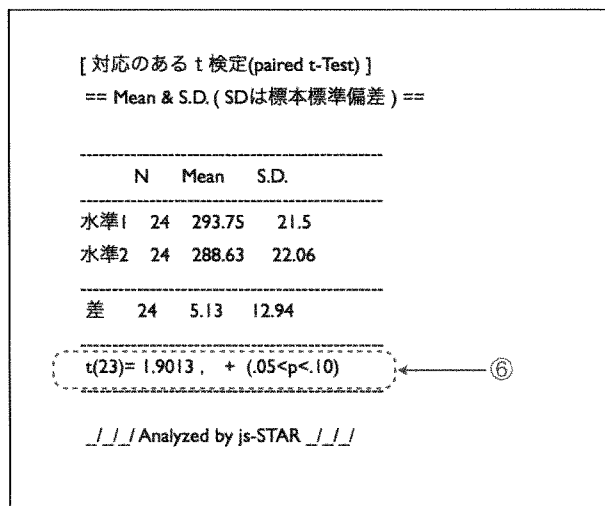 [ 対応のある t 検定(paired t-Test) ]
== Mean & S.D. ( SDは標本標準偏差 ) ==
N Mean S.D.
水準1 24 293.75 21.5
水準2 24 288.63 22.06
差 24 5.13 12.94
t(23)= 1.9013 , + (.05<p<.10)
⑥
_/_/_/ Analyzed by js-STAR _/_/_/